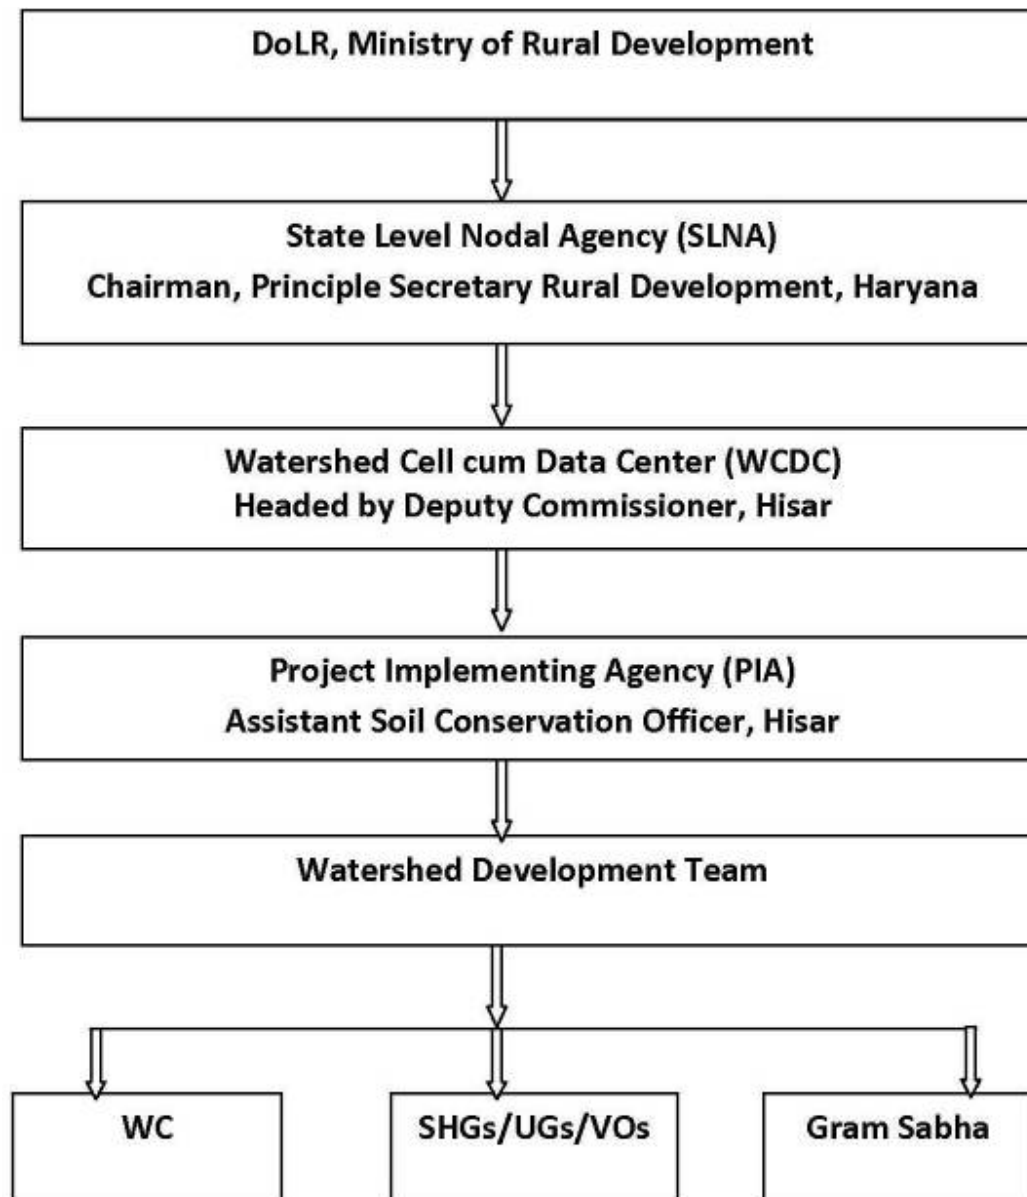 DoLR, Ministry of Rural Development
State Level Nodal Agency (SLNA)
Chairman, Principle Secretary Rural Development, Haryana
Watershed Cell cum Data Center (WCDC)
Headed by Deputy Commissioner, Hisar
Project Implementing Agency (PIA)
Assistant Soil Conservation Officer, Hisar
Watershed Development Team
WC
SHGs/UGs/VOs
Gram Sabha